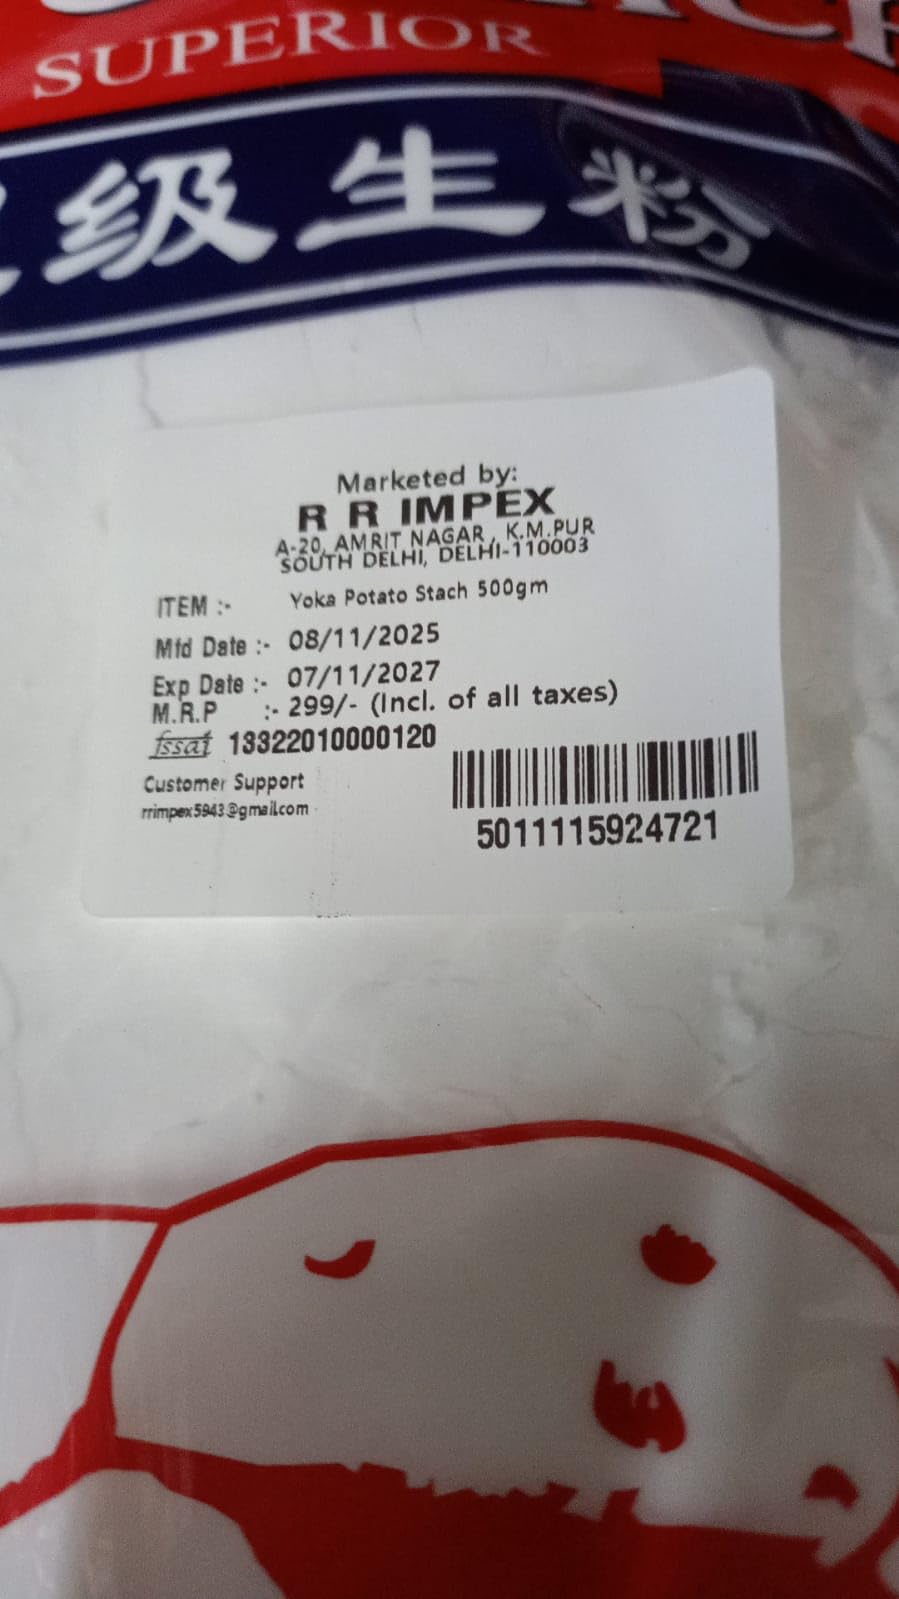 SUPERIOR
级生粉
Marketed by:
R R IMPEX
A-20, AMRIT NAGAR, K.M.PUR
SOUTH DELHI, DELHI-110003
ITEM :- Yoka Potato Stach 500gm
Mfd Date :- 08/11/2025
Exp Date :- 07/11/2027
M.R.P :- 299/- (Incl. of all taxes)
fssai 13322010000120
Customer Support
rrimpex5943@gmail.com
5011115924721